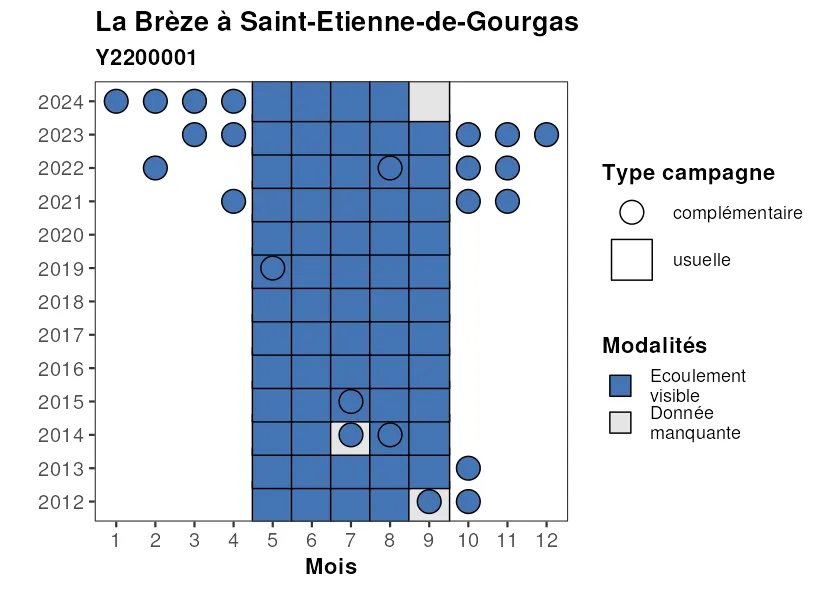 La Brèze à Saint-Etienne-de-Gourgas
Y2200001
2024
2023
2022
2021
2020
2019
2018
2017
2016
2015
2014
2013
2012
1 2 3 4 5 6 7 8 9 10 11 12
Mois
Type campagne
complémentaire
usuelle
Modalités
Ecoulement
visible
Donnée
manquante